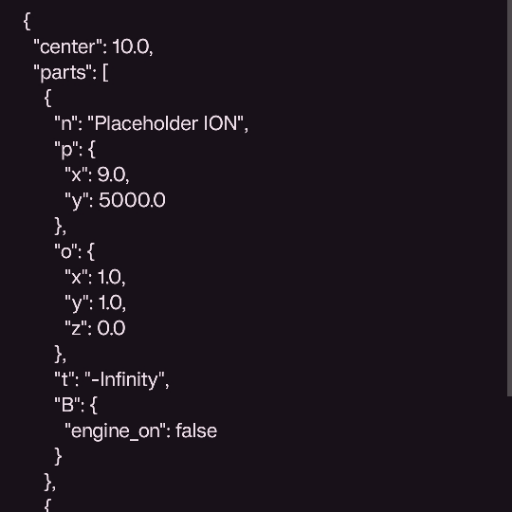 {
"center": 10.0,
"parts": [
{
"n": "Placeholder ION",
"p": {
"x": 9.0,
"y": 5000.0
},
"o": {
"x": 1.0,
"y": 1.0,
"z": 0.0
},
"t": "-Infinity",
"B": {
"engine_on": false
}
},
{